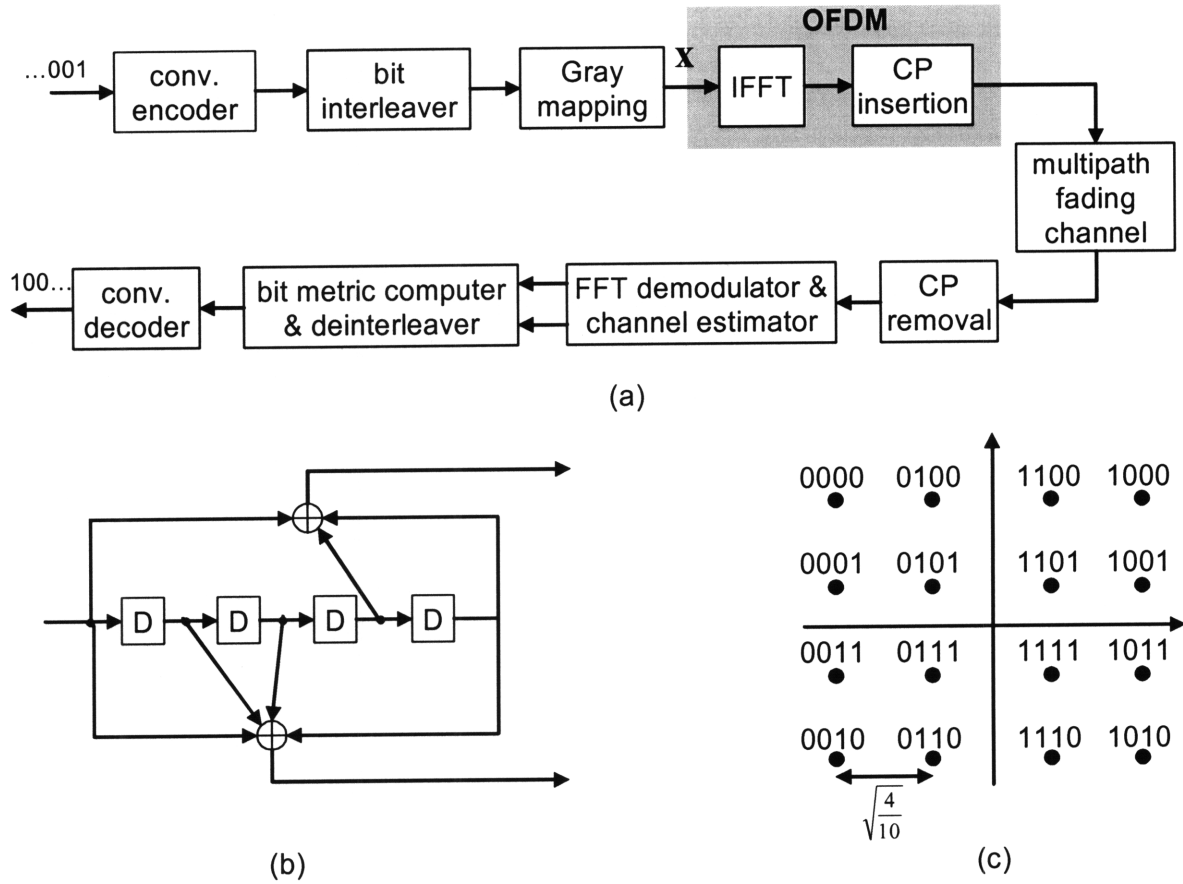 OFDM
...001
conv.
encoder
bit
interleaver
Gray
mapping
x
IFFT
CP
insertion
multipath
fading
channel
100...
conv.
decoder
bit metric computer
& deinterleaver
FFT demodulator &
channel estimator
CP
removal
(a)
D D D D
(b)
0000 0100 1100 1000
0001 0101 1101 1001
0011 0111 1111 1011
0010 0110 1110 1010
√4/10
(c)